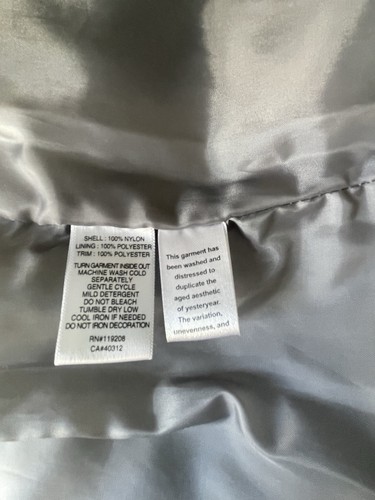 SHELL : 100% NYLON
LINING : 100% POLYESTER
TRIM : 100% POLYESTER
TURN GARMENT INSIDE OUT
MACHINE WASH COLD
SEPARATELY
GENTLE CYCLE
MILD DETERGENT
DO NOT BLEACH
TUMBLE DRY LOW
COOL IRON IF NEEDED
DO NOT IRON DECORATION
RN#119208
CA#40312
This garment has
been washed and
distressed to
duplicate the
aged aesthetic
of yesteryear.
The variation,
unevenness, and